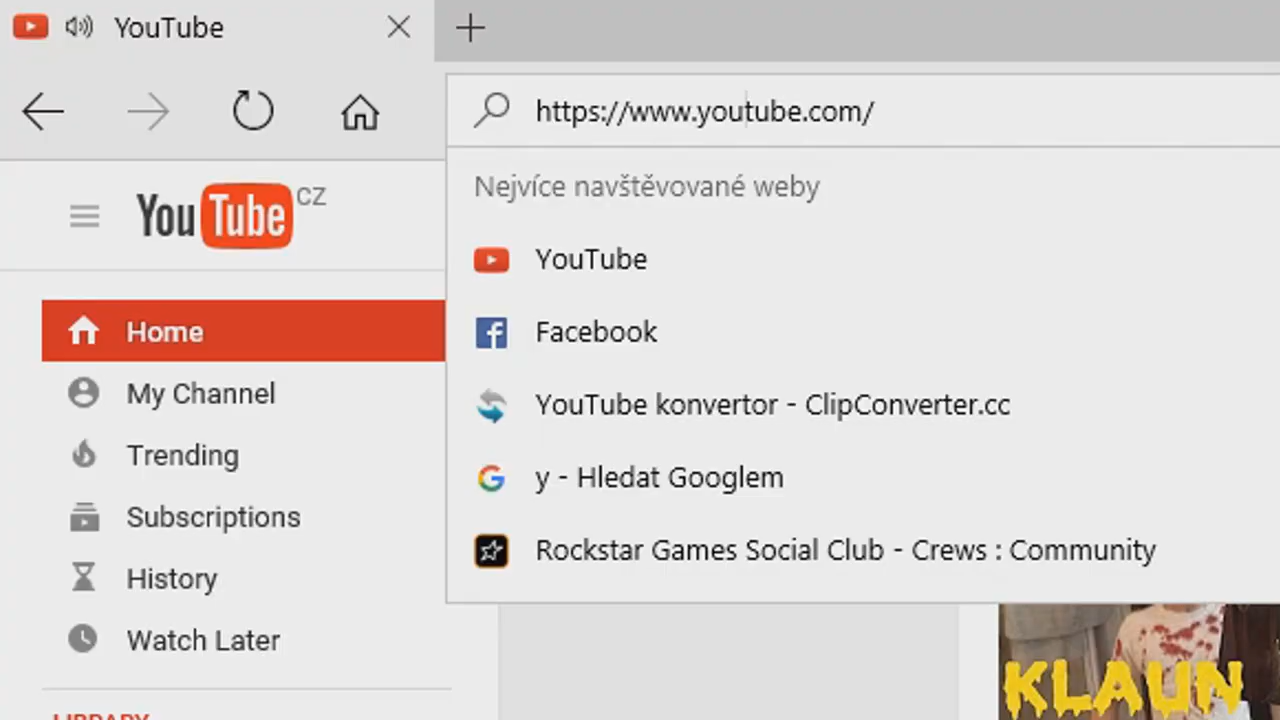 YouTube
https://www.youtube.com/
YouTube CZ
Nejvíce navštěvované weby
YouTube
Facebook
YouTube konvertor - ClipConverter.cc
y - Hledat Googlem
Rockstar Games Social Club - Crews : Community
Home
My Channel
Trending
Subscriptions
History
Watch Later
LIBRARY
KLAUN